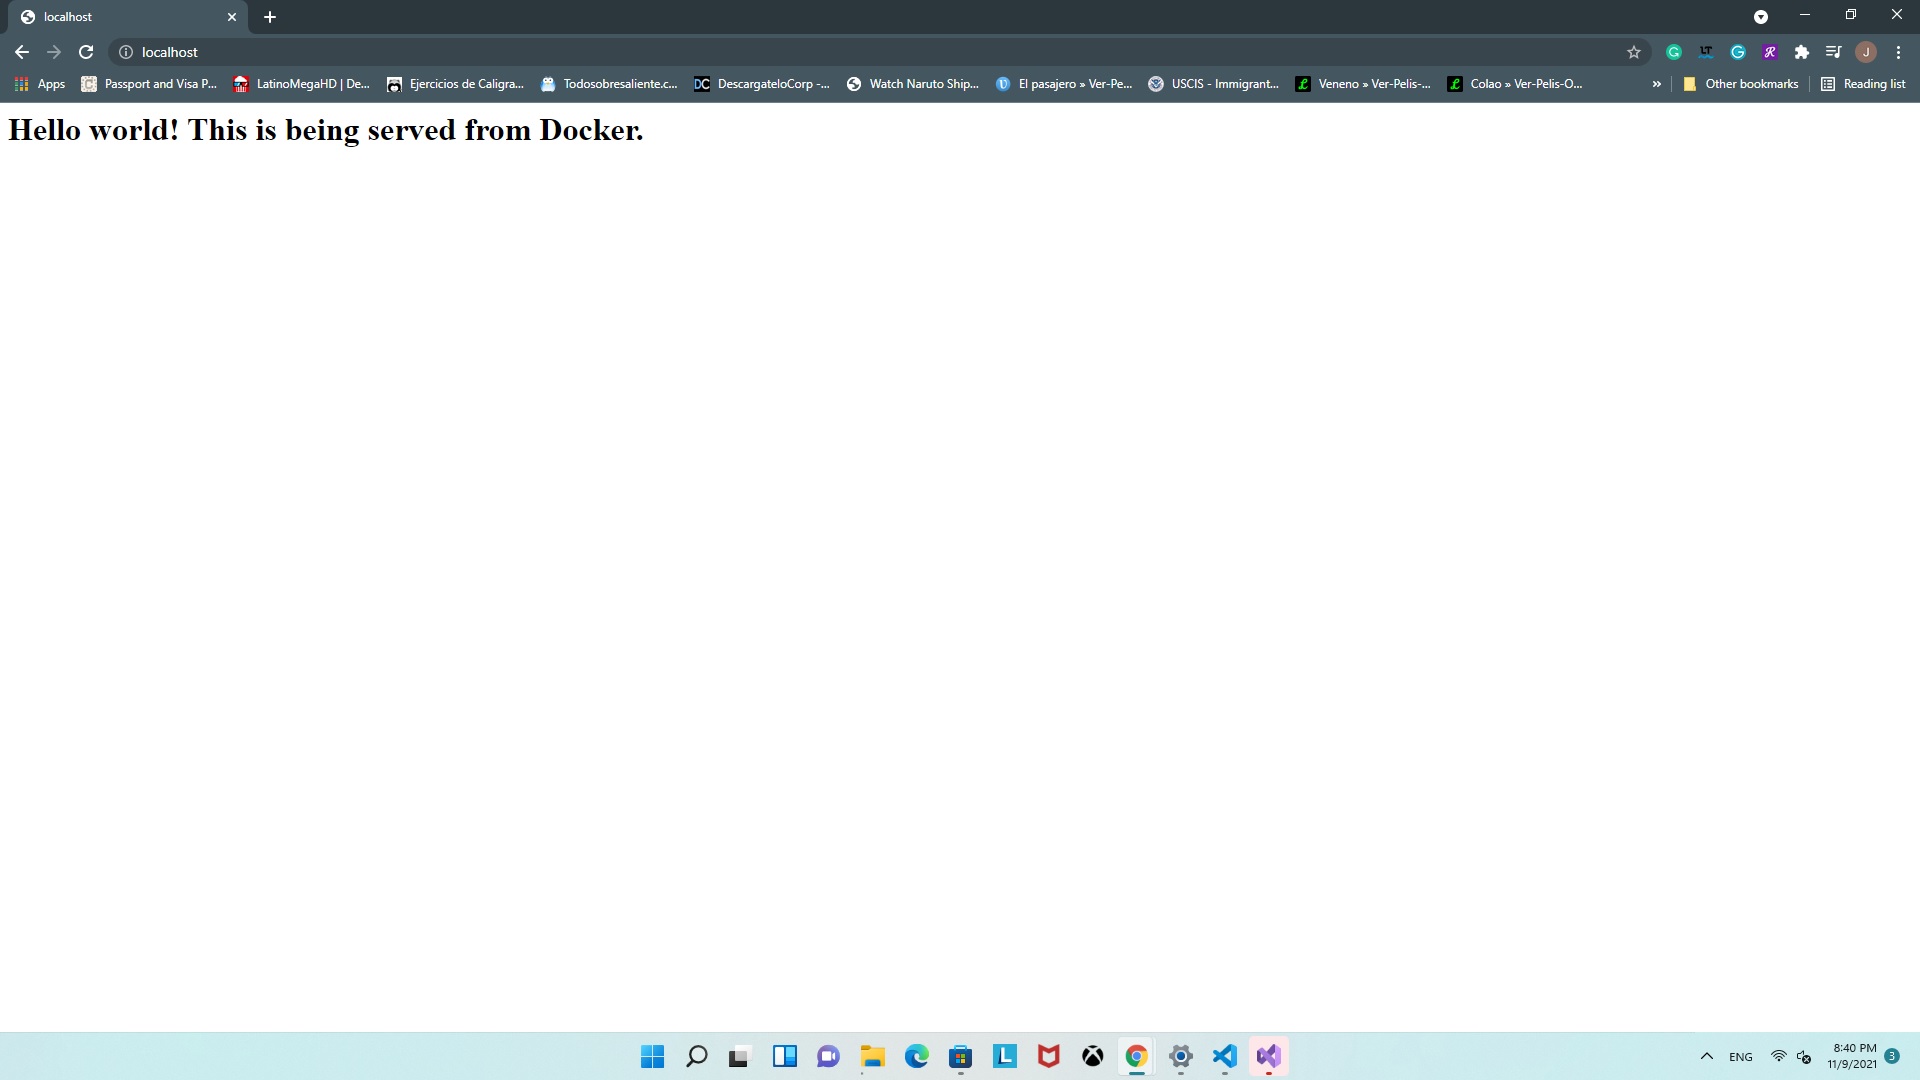 localhost
localhost
Apps Passport and Visa P... LatinoMegaHD | De... Ejercicios de Caligra... Todosobresaliente.c... DC DescargateloCorp -... Watch Naruto Ship... El pasajero » Ver-Pe... USCIS - Immigrant... Veneno » Ver-Pelis-... Colao » Ver-Pelis-O... » Other bookmarks Reading list
Hello world! This is being served from Docker.
ENG
8:40 PM
11/9/2021
3